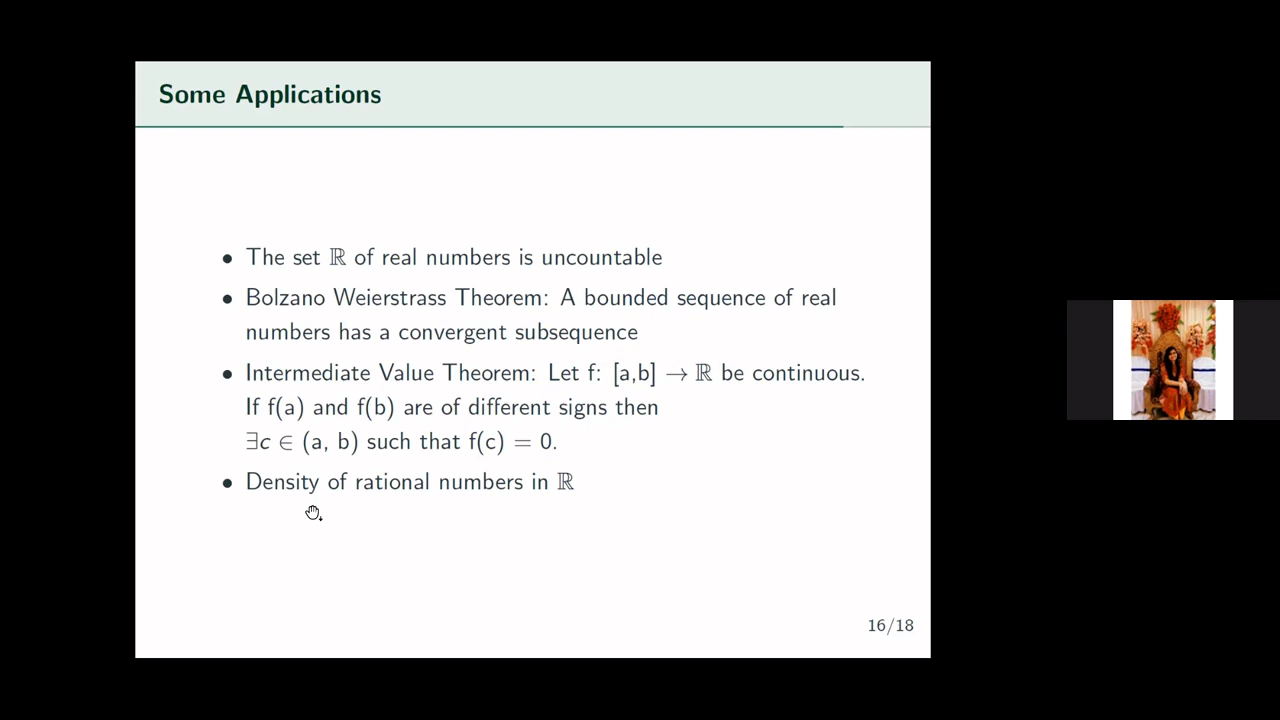 Some Applications
• The set ℝ of real numbers is uncountable
• Bolzano Weierstrass Theorem: A bounded sequence of real
numbers has a convergent subsequence
• Intermediate Value Theorem: Let f: [a,b] → ℝ be continuous.
If f(a) and f(b) are of different signs then
∃c ∈ (a, b) such that f(c) = 0.
• Density of rational numbers in ℝ
16/18